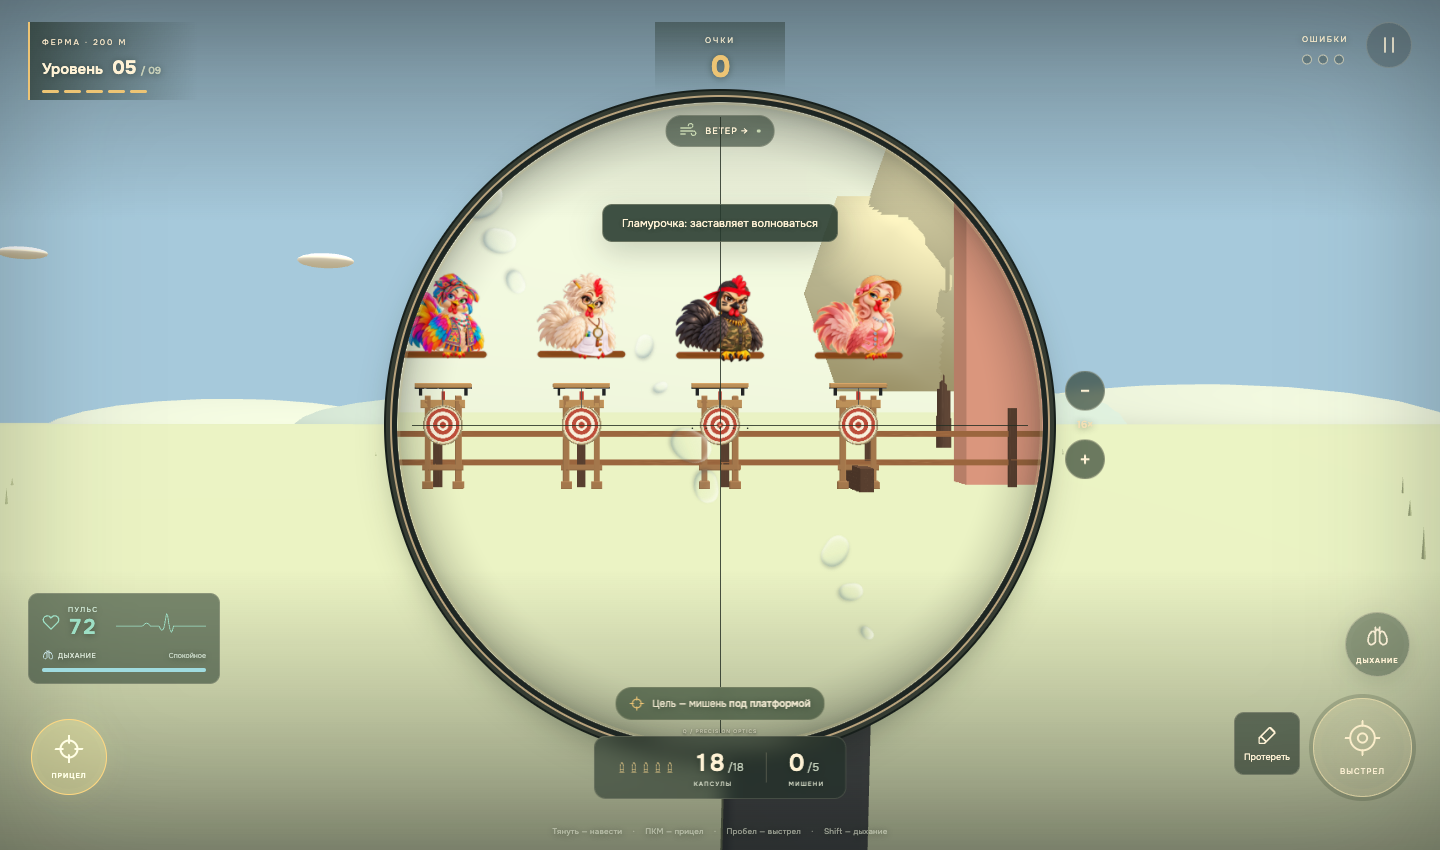 ФЕРМА · 200 М
Уровень 05 / 09
ОЧКИ
0
ОШИБКИ
ВЕТЕР →
Гламурочка: заставляет волноваться
−
+
ПУЛЬС
72
ДЫХАНИЕ
Спокойное
ПРИЦЕЛ
ДЫХАНИЕ
Протереть
ВЫСТРЕЛ
Цель — мишень под платформой
18 /18
КАПСУЛЫ
0 /5
МИШЕНИ
Тянуть — навести · ПКМ — прицел · Пробел — выстрел · Shift — дыхание